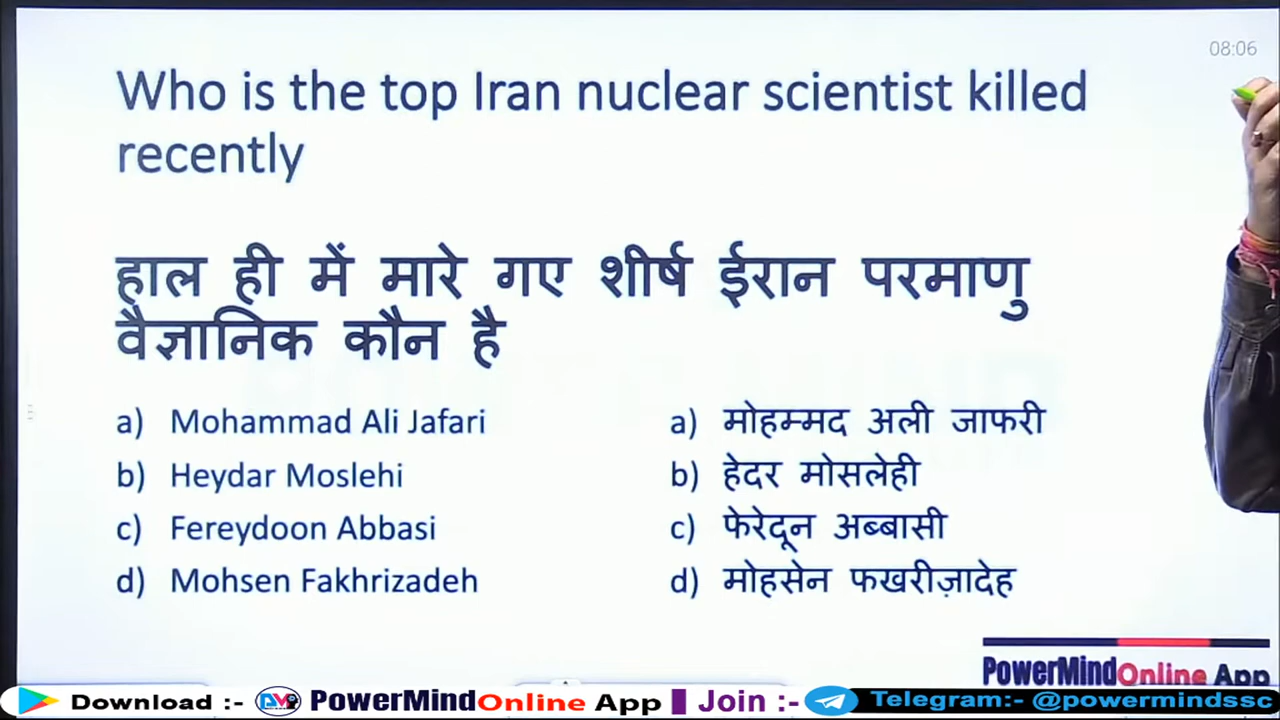 08:06
Who is the top Iran nuclear scientist killed
recently
हाल ही में मारे गए शीर्ष ईरान परमाणु
वैज्ञानिक कौन है
a) Mohammad Ali Jafari
b) Heydar Moslehi
c) Fereydoon Abbasi
d) Mohsen Fakhrizadeh
a) मोहम्मद अली जाफरी
b) हेदर मोसलेही
c) फेरेदून अब्बासी
d) मोहसेन फखरीज़ादेह
PowerMindOnline App
Download :- PM PowerMindOnline App Join :- Telegram:- @powermindssc